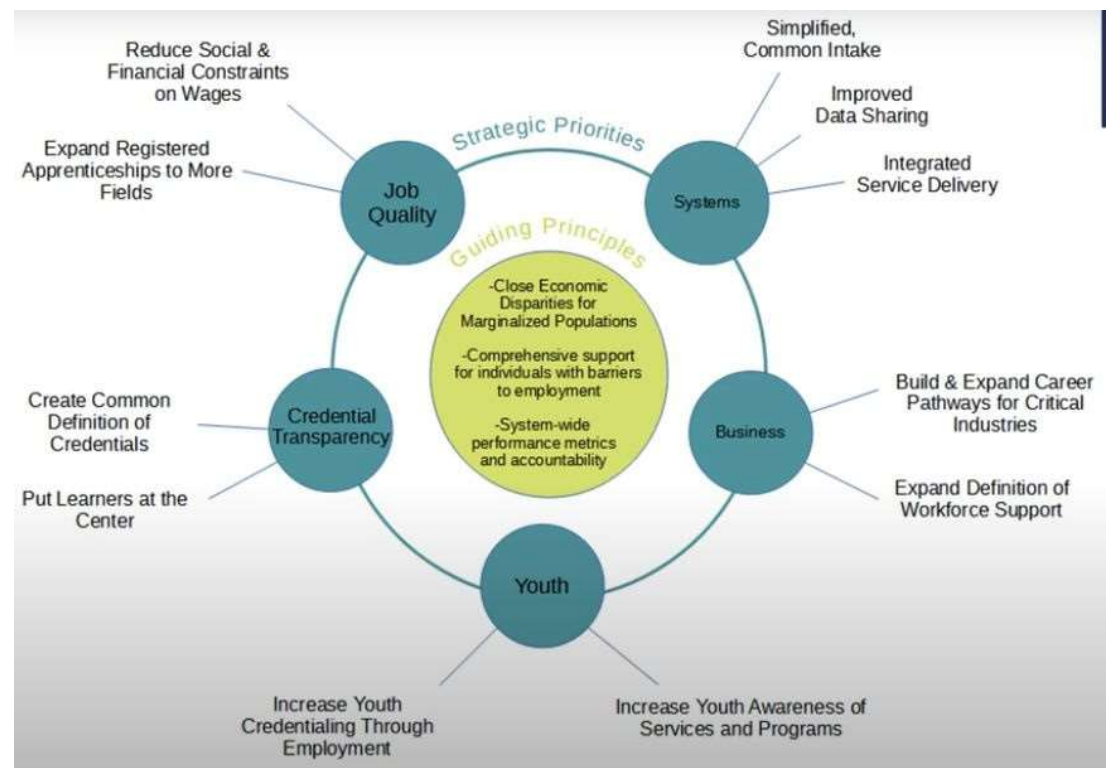 Reduce Social &
Financial Constraints
on Wages
Expand Registered
Apprenticeships to More
Fields
Job
Quality
Strategic Priorities
Simplified,
Common Intake
Improved
Data Sharing
Integrated
Service Delivery
Systems
Guiding Principles
-Close Economic
Disparities for
Marginalized Populations
-Comprehensive support
for individuals with barriers
to employment
-System-wide
performance metrics
and accountability
Create Common
Definition of
Credentials
Put Learners at the
Center
Credential
Transparency
Business
Build & Expand Career
Pathways for Critical
Industries
Expand Definition of
Workforce Support
Youth
Increase Youth
Credentialing Through
Employment
Increase Youth Awareness of
Services and Programs